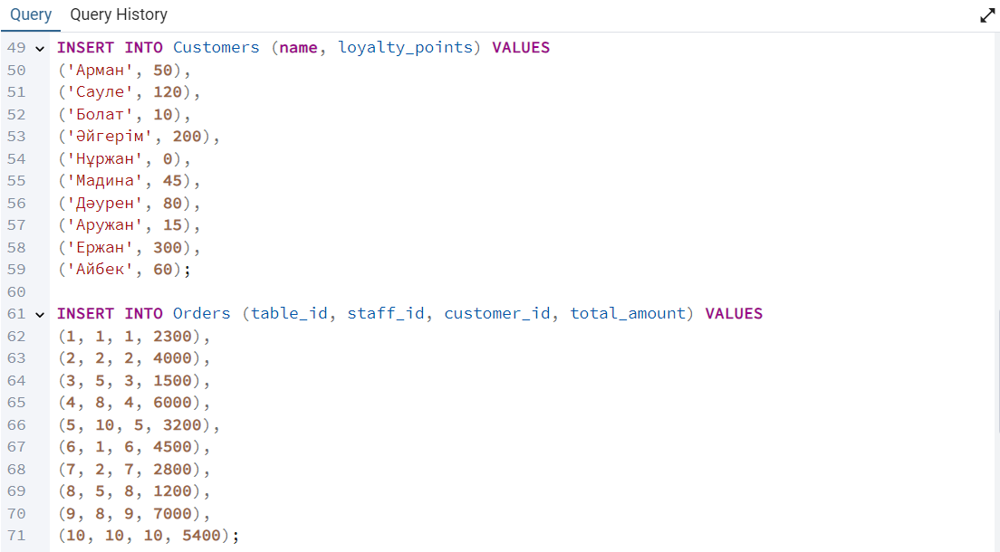 Query Query History
49 INSERT INTO Customers (name, loyalty_points) VALUES
50 ('Арман', 50),
51 ('Сауле', 120),
52 ('Болат', 10),
53 ('Әйгерім', 200),
54 ('Нұржан', 0),
55 ('Мадина', 45),
56 ('Дәурен', 80),
57 ('Аружан', 15),
58 ('Ержан', 300),
59 ('Айбек', 60);
60
61 INSERT INTO Orders (table_id, staff_id, customer_id, total_amount) VALUES
62 (1, 1, 1, 2300),
63 (2, 2, 2, 4000),
64 (3, 5, 3, 1500),
65 (4, 8, 4, 6000),
66 (5, 10, 5, 3200),
67 (6, 1, 6, 4500),
68 (7, 2, 7, 2800),
69 (8, 5, 8, 1200),
70 (9, 8, 9, 7000),
71 (10, 10, 10, 5400);